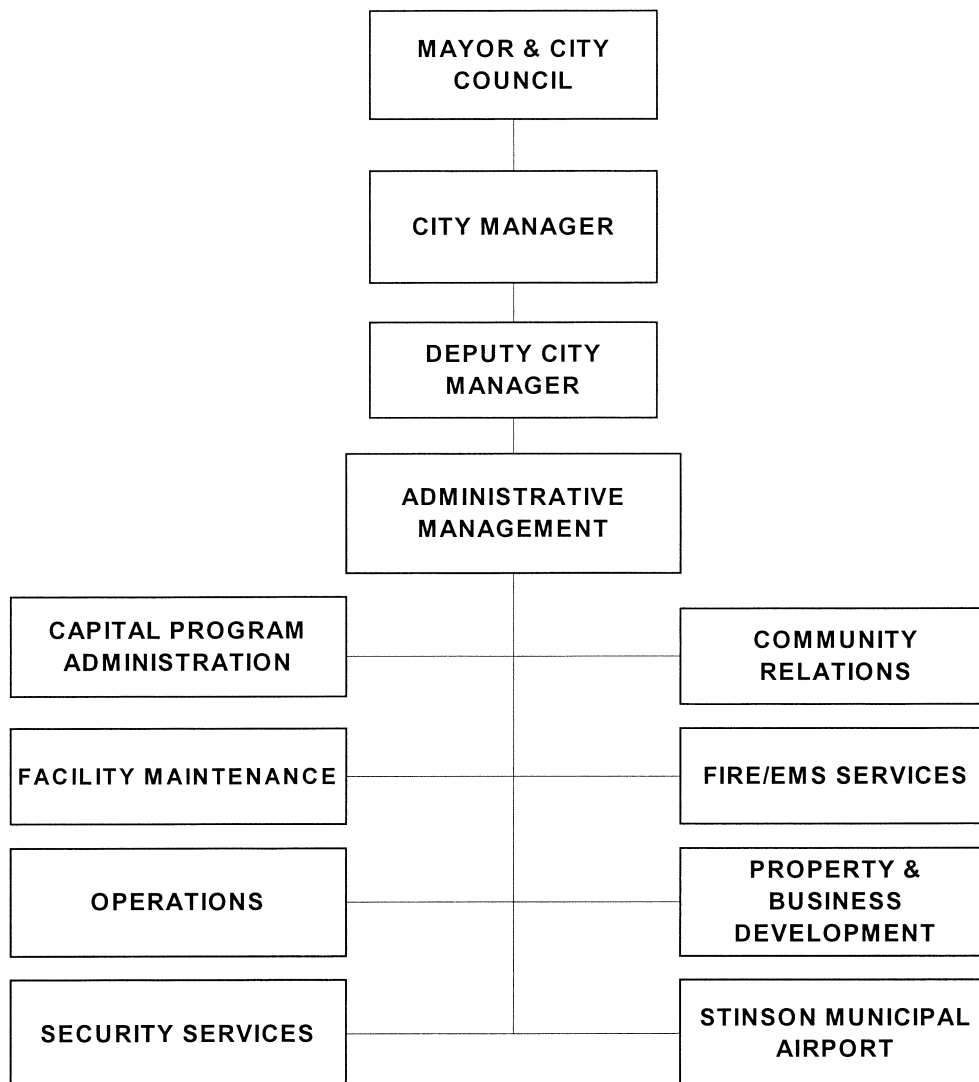 MAYOR & CITY
COUNCIL
CITY MANAGER
DEPUTY CITY
MANAGER
ADMINISTRATIVE
MANAGEMENT
CAPITAL PROGRAM
ADMINISTRATION
COMMUNITY
RELATIONS
FACILITY MAINTENANCE
FIRE/EMS SERVICES
OPERATIONS
PROPERTY &
BUSINESS
DEVELOPMENT
SECURITY SERVICES
STINSON MUNICIPAL
AIRPORT